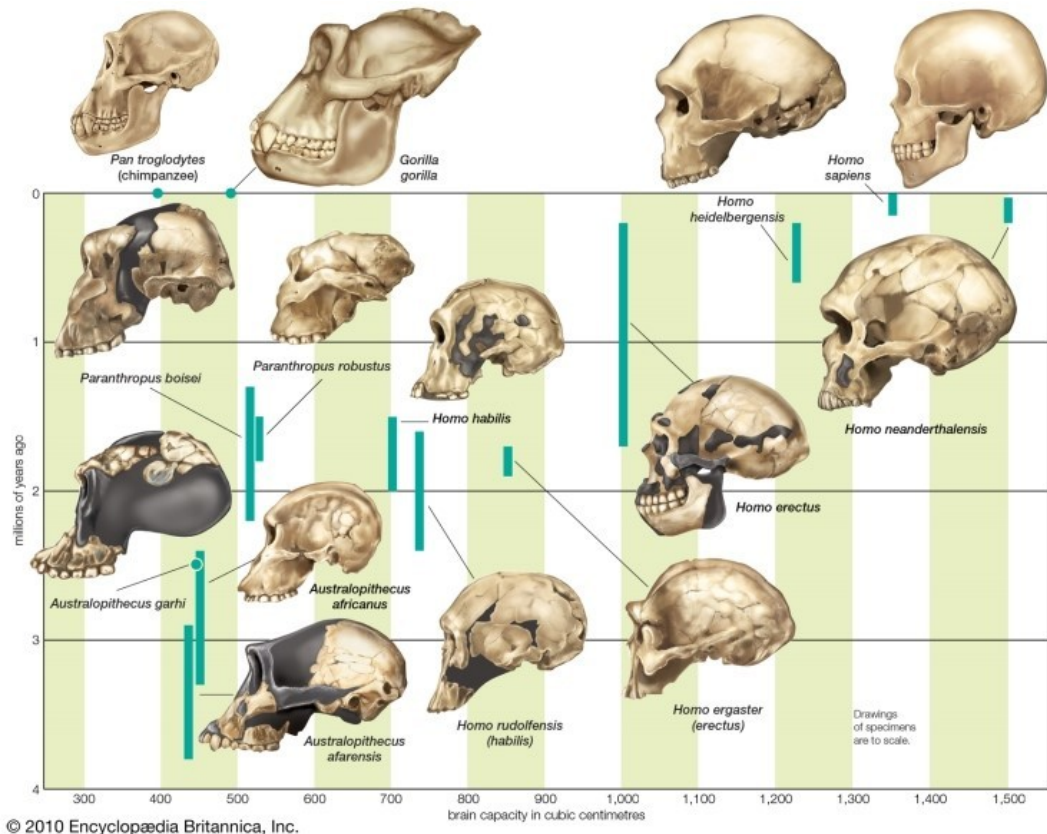 Pan troglodytes
(chimpanzee)
Gorilla
gorilla
Homo
sapiens
Homo
heidelbergensis
0
1
Paranthropus boisei
Paranthropus robustus
Homo habilis
Homo neanderthalensis
millions of years ago
2
Homo erectus
Australopithecus garhi
Australopithecus
africanus
3
Australopithecus
afarensis
Homo rudolfensis
(habilis)
Homo ergaster
(erectus)
Drawings
of specimens
are to scale.
4
300 400 500 600 700 800 900 1,000 1,100 1,200 1,300 1,400 1,500
brain capacity in cubic centimetres
© 2010 Encyclopædia Britannica, Inc.